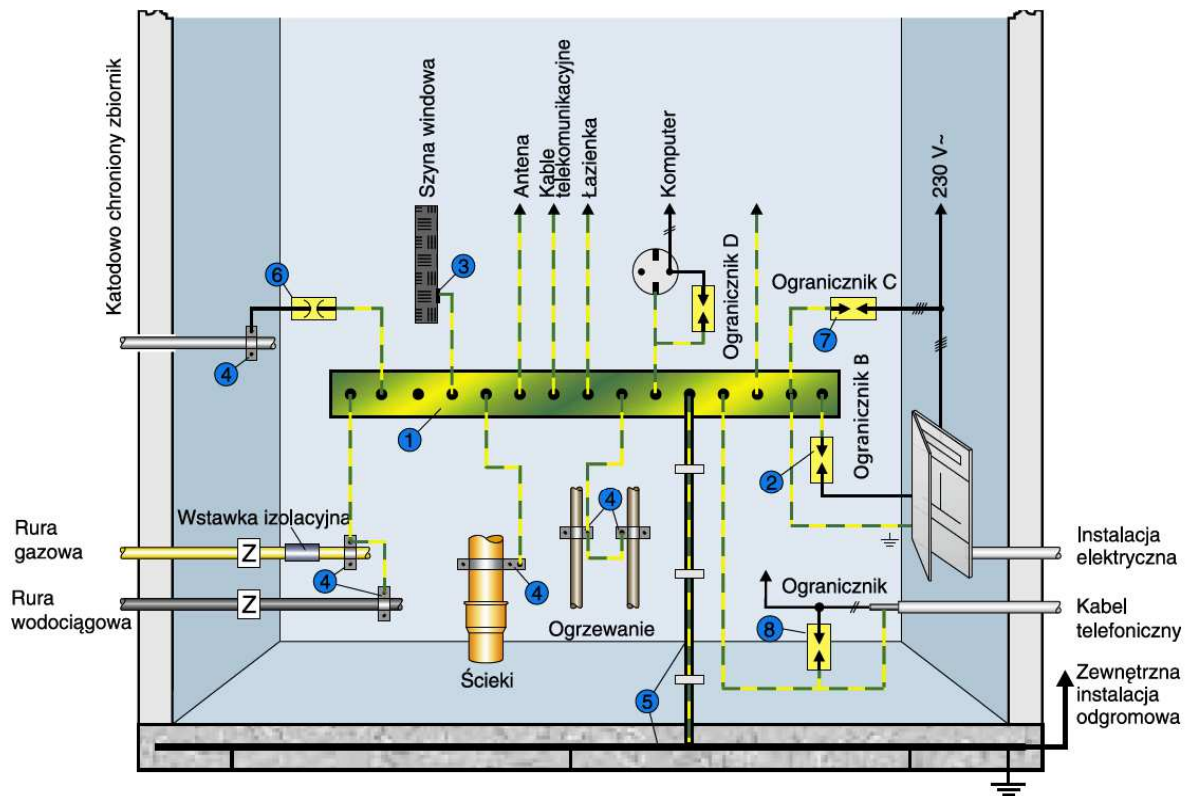 Katodowo chroniony zbiornik
Szyna windowa
Antena
Kable
telekomunikacyjne
Łazienka
Komputer
230 V~
Ogranicznik D
Ogranicznik C
6
3
7
4
Ogranicznik B
1
2
4
Wstawka izolacyjna
Rura
gazowa
Z
4
4
Instalacja
elektryczna
Rura
wodociągowa
Z
Ogrzewanie
Ogranicznik
8
Kabel
telefoniczny
Ścieki
5
Zewnętrzna
instalacja
odgromowa